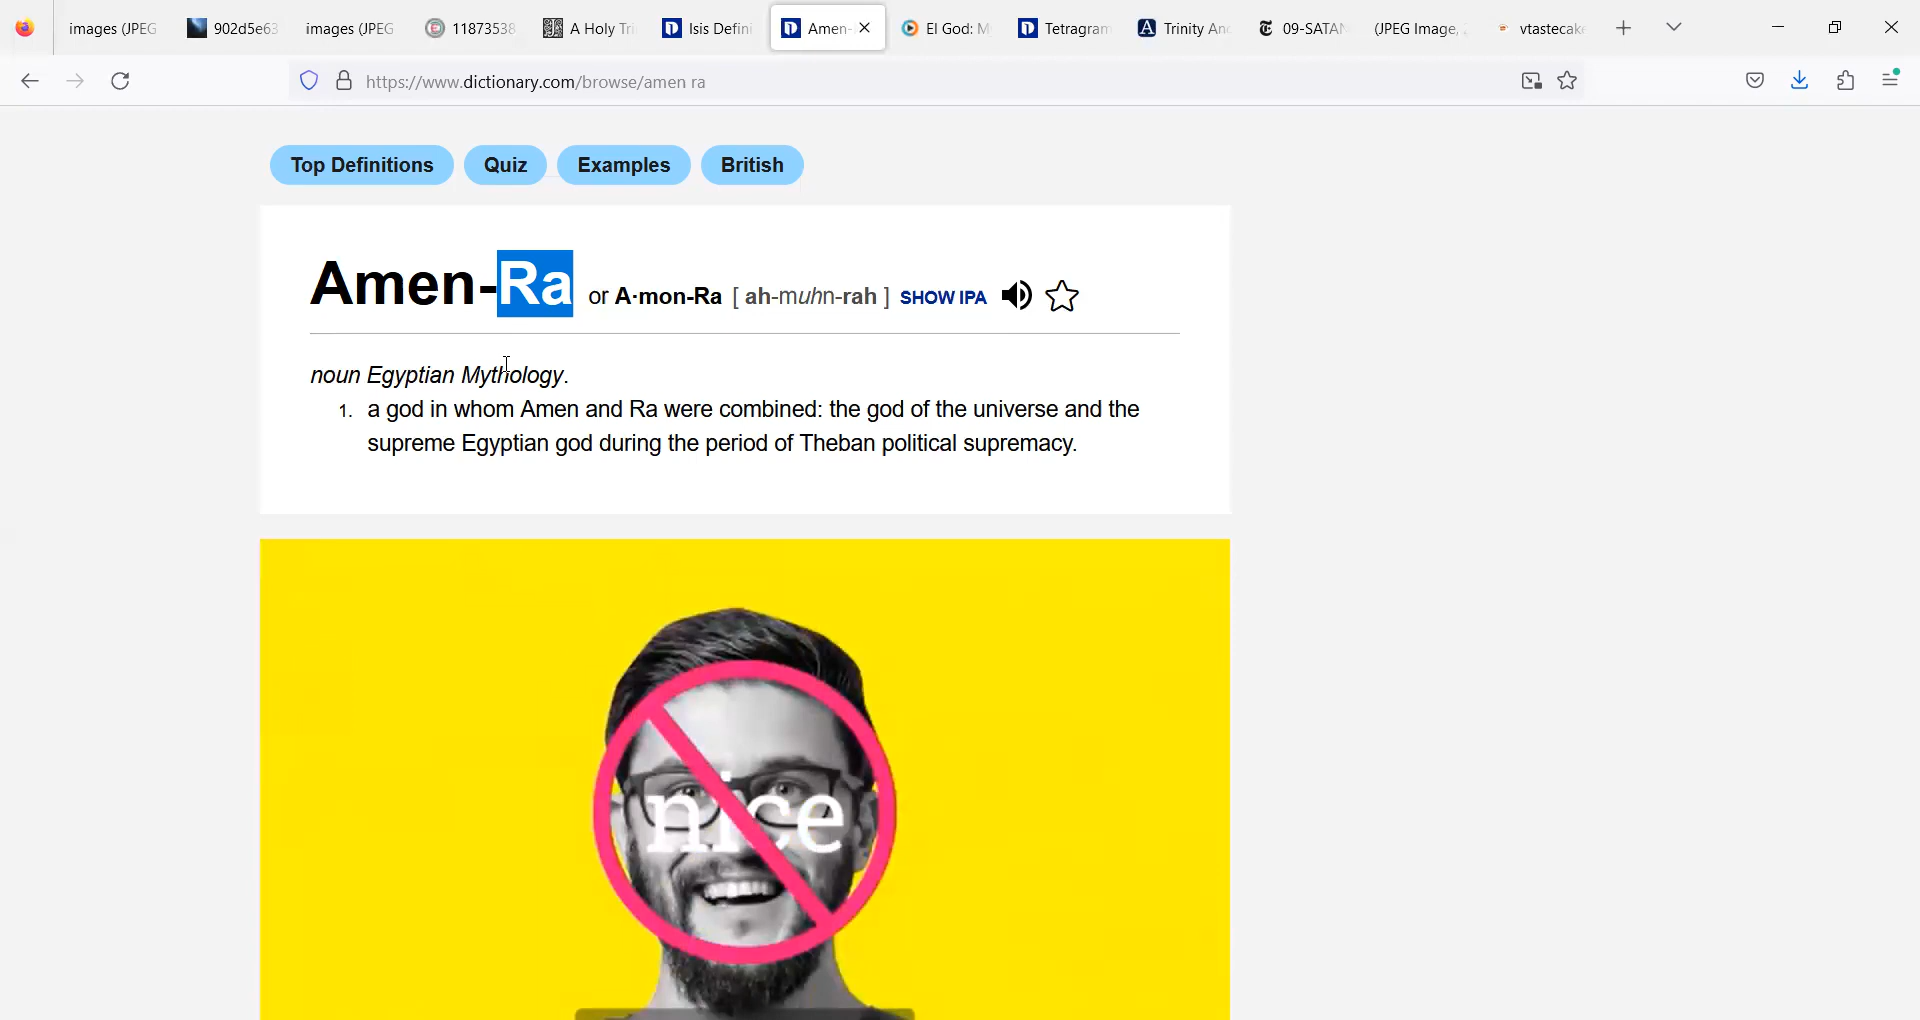 images (JPEG
902d5e63
images (JPEG
11873538
A Holy Tri
Isis Defini
Amen-
El God: M
Tetragram
Trinity And
09-SATAN
(JPEG Image,
vtastecake
https://www.dictionary.com/browse/amen ra
Top Definitions
Quiz
Examples
British
Amen-Ra or A·mon-Ra [ ah-muhn-rah ] SHOW IPA
noun Egyptian Mythology.
1. a god in whom Amen and Ra were combined: the god of the universe and the
supreme Egyptian god during the period of Theban political supremacy.
nice